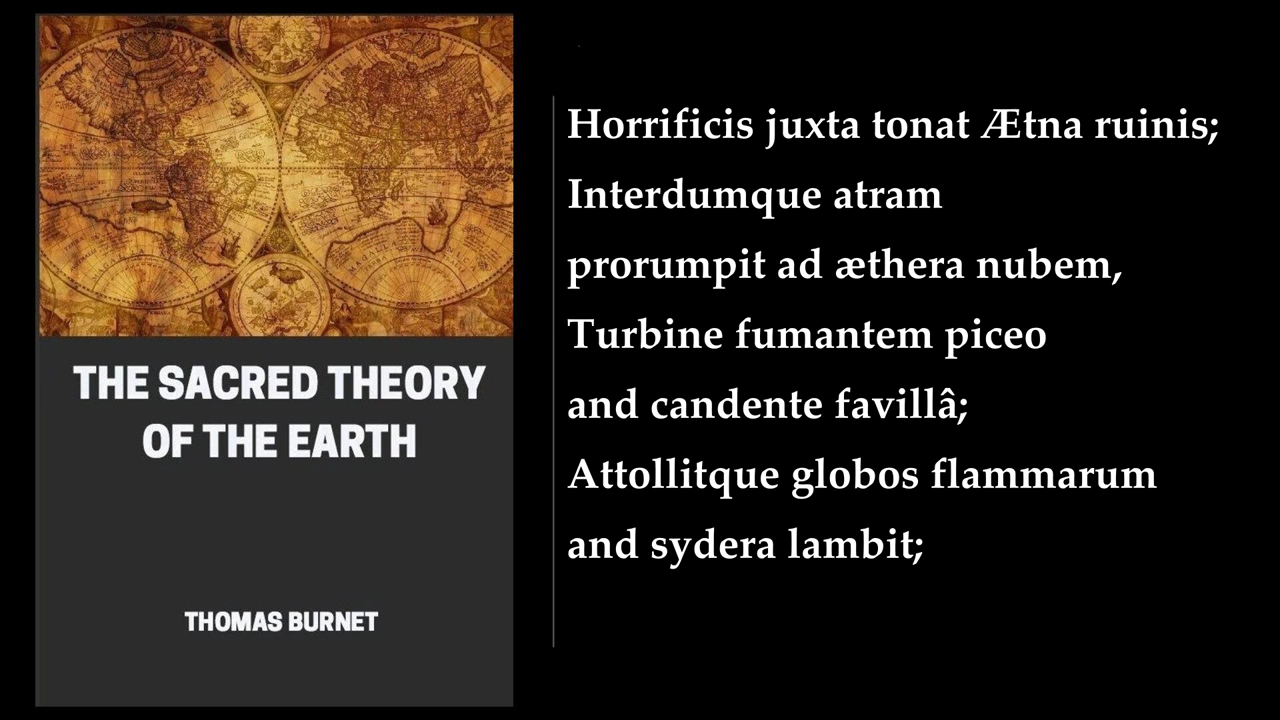 THE SACRED THEORY
OF THE EARTH
THOMAS BURNET
Horrificis juxta tonat Ætna ruinis;
Interdumque atram
prorumpit ad æthera nubem,
Turbine fumantem piceo
and candente favillâ;
Attollitque globos flammarum
and sydera lambit;